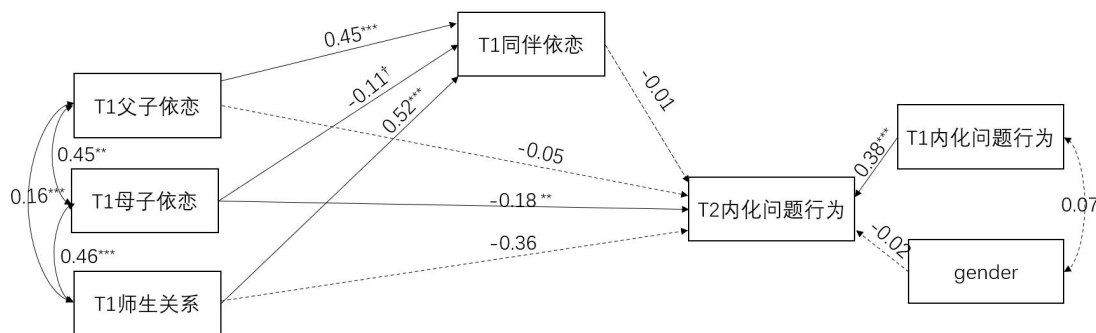 T1同伴依恋
0.45***
-0.11†
0.52***
T1父子依恋
-0.01
T1内化问题行为
0.38***
-0.05
0.45**
0.16***
T1母子依恋
-0.18 **
T2内化问题行为
0.07
-0.36
-0.02
0.46***
T1师生关系
gender